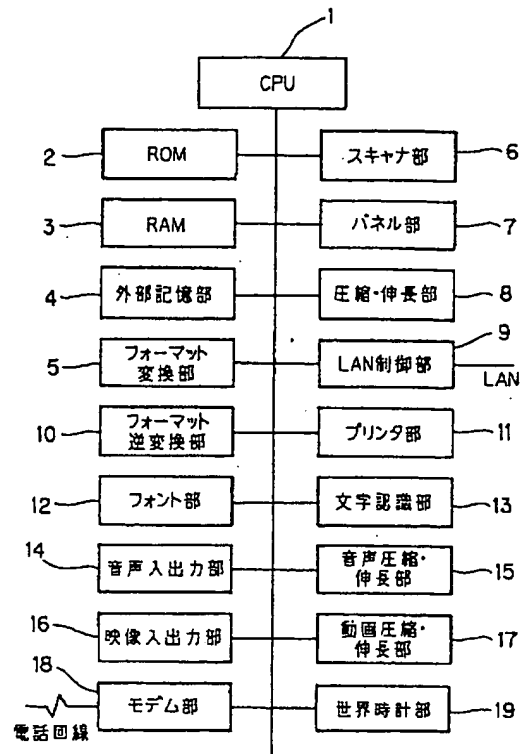 1
CPU
2 ROM スキャナ部 6
3 RAM パネル部 7
4 外部記憶部 圧縮・伸長部 8
5 フォーマット LAN制御部 9
変換部 LAN
10 フォーマット プリンタ部 11
逆変換部
12 フォント部 文字認識部 13
14 音声入出力部 音声圧縮・ 15
伸長部
16 映像入出力部 動画圧縮・ 17
伸長部
18 モデム部 世界時計部 19
電話回線